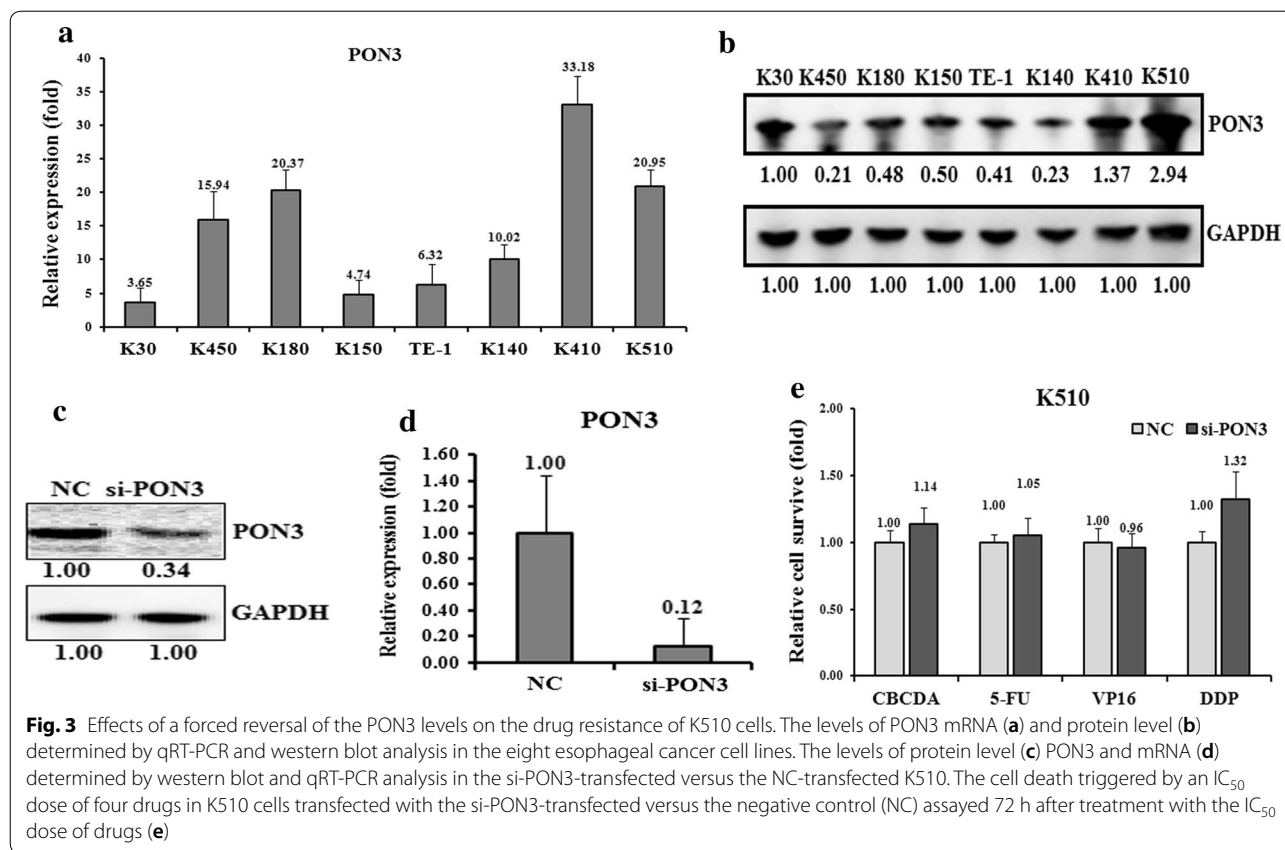 a
PON3
Relative expression (fold)
40
35
30
25
20
15
10
5
0
3.65
15.94
20.37
4.74
6.32
10.02
33.18
20.95
K30 K450 K180 K150 TE-1 K140 K410 K510
b
K30 K450 K180 K150 TE-1 K140 K410 K510
PON3
1.00 0.21 0.48 0.50 0.41 0.23 1.37 2.94
GAPDH
1.00 1.00 1.00 1.00 1.00 1.00 1.00 1.00
c
NC si-PON3
PON3
1.00 0.34
GAPDH
1.00 1.00
d
PON3
Relative expression (fold)
1.60
1.40
1.20
1.00
0.80
0.60
0.40
0.20
0.00
1.00
0.12
NC si-PON3
e
K510
NC si-PON3
Relative cell survive (fold)
2.00
1.50
1.00
0.50
0.00
1.00 1.14
1.00 1.05
1.00 0.96
1.00 1.32
CBCDA 5-FU VP16 DDP
Fig. 3 Effects of a forced reversal of the PON3 levels on the drug resistance of K510 cells. The levels of PON3 mRNA (a) and protein level (b)
determined by qRT-PCR and western blot analysis in the eight esophageal cancer cell lines. The levels of protein level (c) PON3 and mRNA (d)
determined by western blot and qRT-PCR analysis in the si-PON3-transfected versus the NC-transfected K510. The cell death triggered by an IC50
dose of four drugs in K510 cells transfected with the si-PON3-transfected versus the negative control (NC) assayed 72 h after treatment with the IC50
dose of drugs (e)